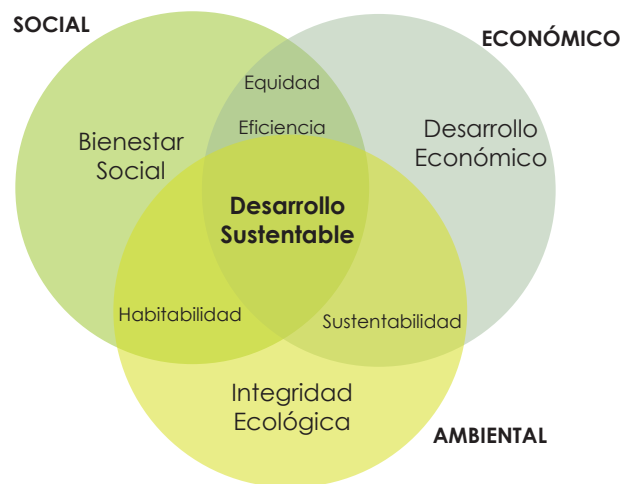 SOCIAL
ECONÓMICO
Equidad
Eficiencia
Bienestar
Social
Desarrollo
Económico
Desarrollo
Sustentable
Habitabilidad
Sustentabilidad
Integridad
Ecológica
AMBIENTAL